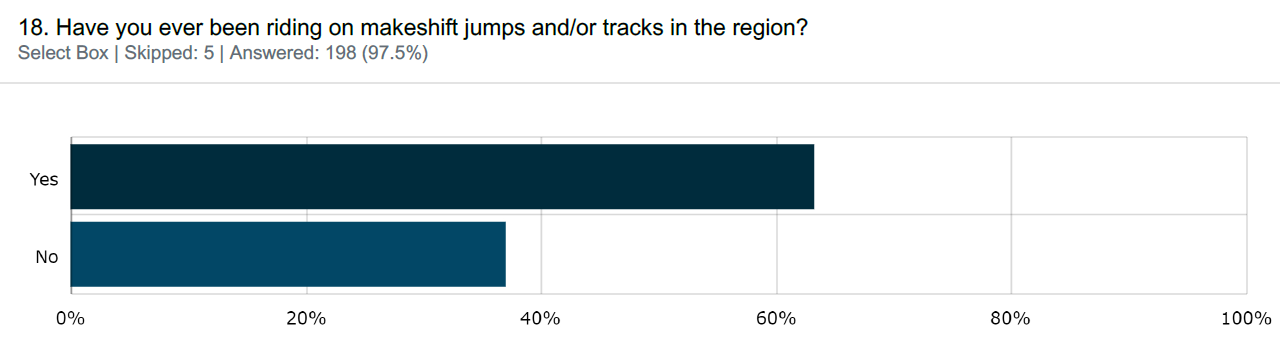 18. Have you ever been riding on makeshift jumps and/or tracks in the region?
Select Box | Skipped: 5 | Answered: 198 (97.5%)
Yes
No
0% 20% 40% 60% 80% 100%